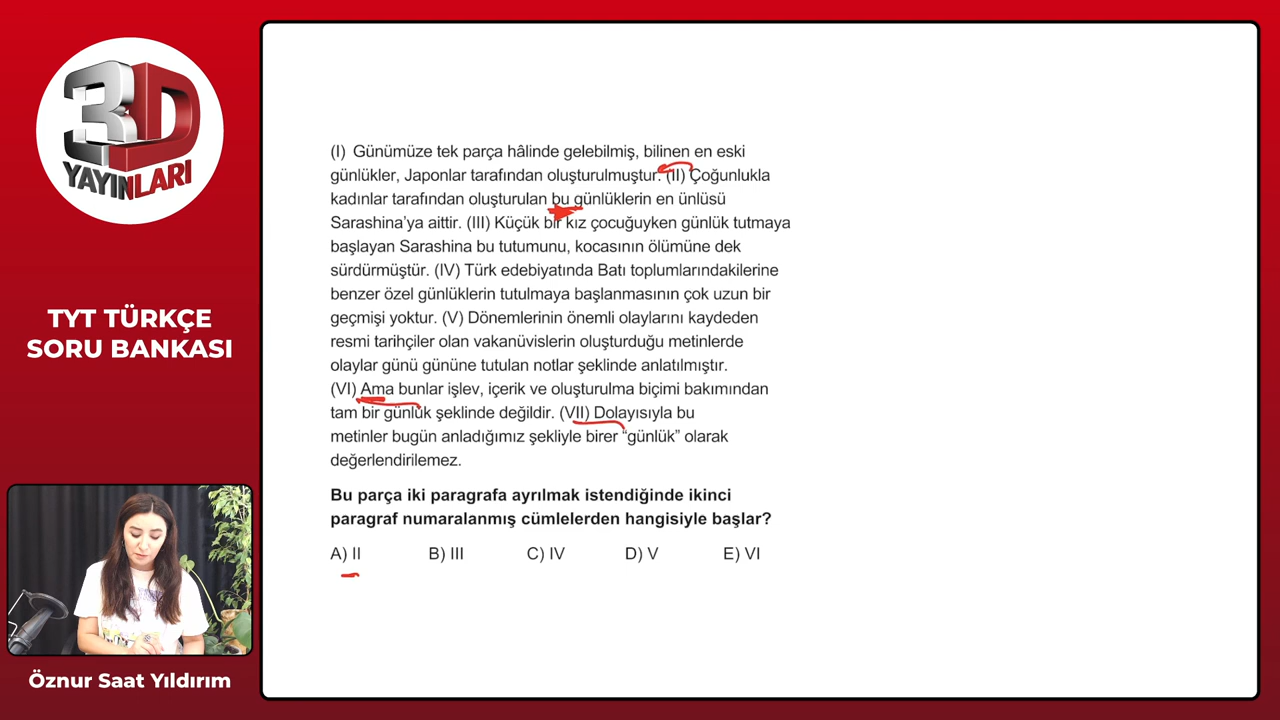 3D
YAYINLARI
TYT TÜRKÇE
SORU BANKASI
Öznur Saat Yıldırım
(I) Günümüze tek parça hâlinde gelebilmiş, bilinen en eski
günlükler, Japonlar tarafından oluşturulmuştur. (II) Çoğunlukla
kadınlar tarafından oluşturulan bu günlüklerin en ünlüsü
Sarashina’ya aittir. (III) Küçük bir kız çocuğuyken günlük tutmaya
başlayan Sarashina bu tutumunu, kocasının ölümüne dek
sürdürmüştür. (IV) Türk edebiyatında Batı toplumlarındakilerine
benzer özel günlüklerin tutulmaya başlanmasının çok uzun bir
geçmişi yoktur. (V) Dönemlerinin önemli olaylarını kaydeden
resmi tarihçiler olan vakanüvislerin oluşturduğu metinlerde
olaylar günü gününe tutulan notlar şeklinde anlatılmıştır.
(VI) Ama bunlar işlev, içerik ve oluşturulma biçimi bakımından
tam bir günlük şeklinde değildir. (VII) Dolayısıyla bu
metinler bugün anladığımız şekliyle birer “günlük” olarak
değerlendirilemez.
Bu parça iki paragrafa ayrılmak istendiğinde ikinci
paragraf numaralanmış cümlelerden hangisiyle başlar?
A) II B) III C) IV D) V E) VI